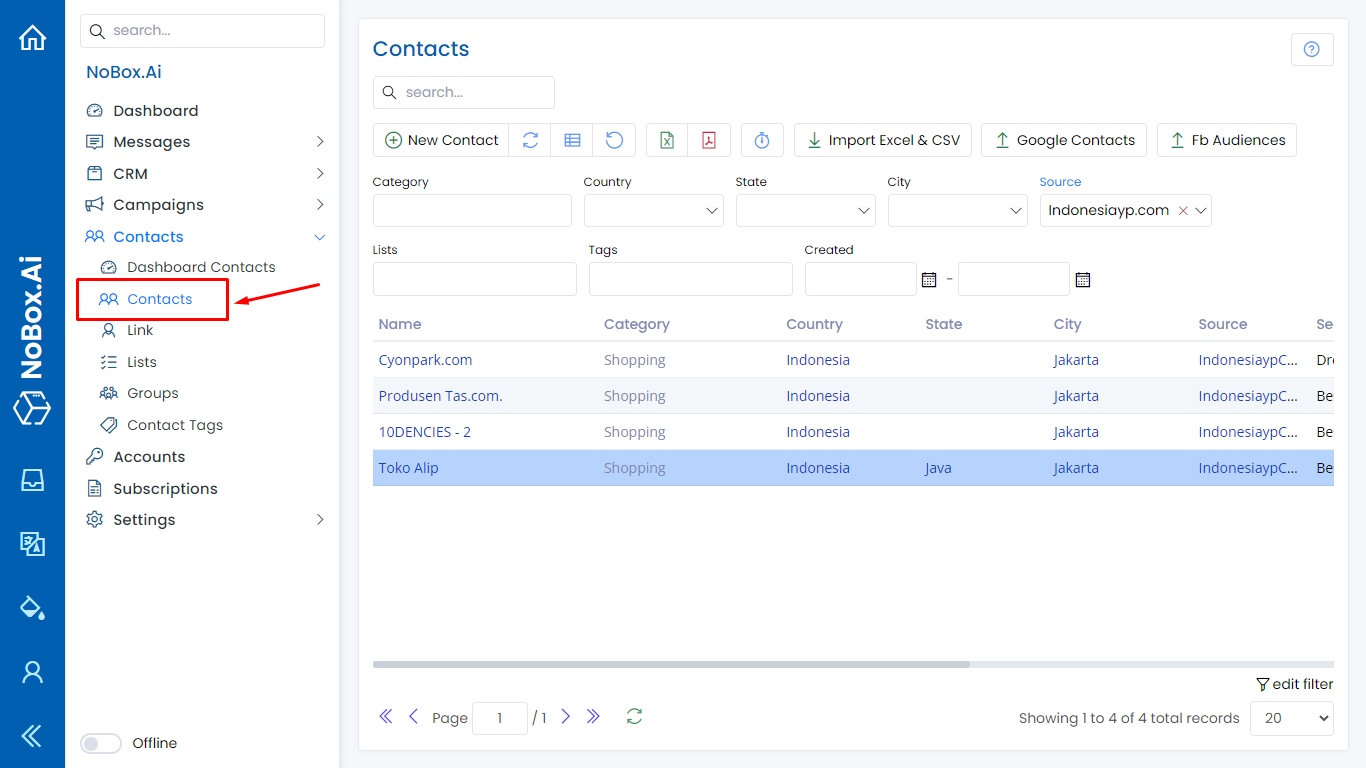 NoBox.Ai
search...
NoBox.Ai
Dashboard
Messages
CRM
Campaigns
Contacts
Dashboard Contacts
Contacts
Link
Lists
Groups
Contact Tags
Accounts
Subscriptions
Settings
Offline
Contacts
search...
New Contact Import Excel & CSV Google Contacts Fb Audiences
Category Country State City Source
Indonesiayp.com
Lists Tags Created
-
Name Category Country State City Source Se
Cyonpark.com Shopping Indonesia Jakarta IndonesiaypC... Dr
Produsen Tas.com. Shopping Indonesia Jakarta IndonesiaypC... Be
10DENCIES - 2 Shopping Indonesia Jakarta IndonesiaypC... Be
Toko Alip Shopping Indonesia Java Jakarta IndonesiaypC... Be
edit filter
Page 1 / 1 Showing 1 to 4 of 4 total records 20